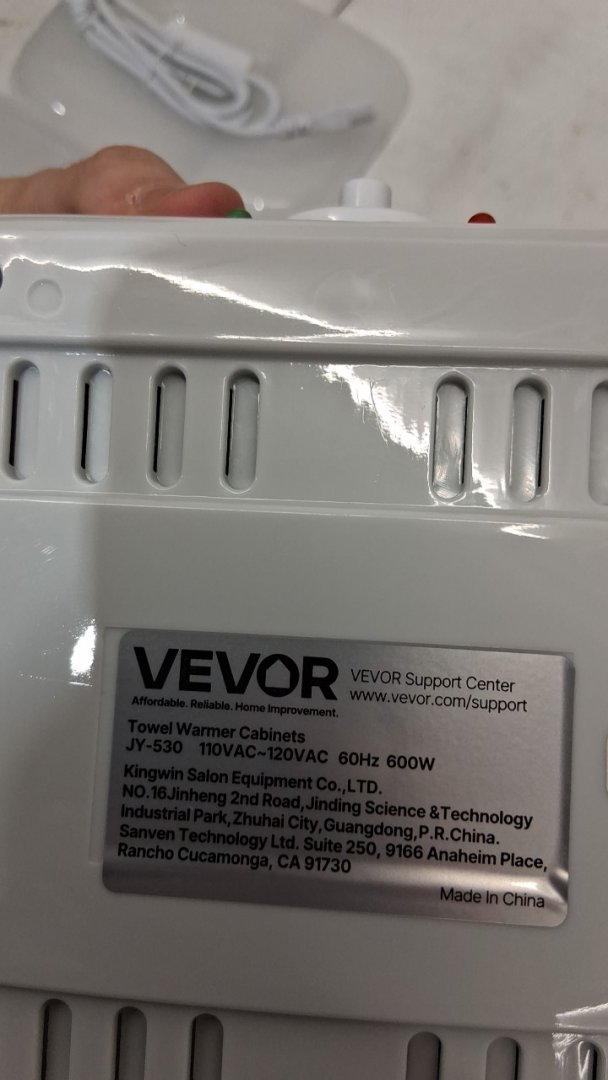 VEVOR
Affordable. Reliable. Home Improvement.
VEVOR Support Center
www.vevor.com/support
Towel Warmer Cabinets
JY-530 110VAC~120VAC 60Hz 600W
Kingwin Salon Equipment Co.,LTD.
NO.16Jinheng 2nd Road,Jinding Science &Technology
Industrial Park,Zhuhai City,Guangdong,P.R.China.
Sanven Technology Ltd. Suite 250, 9166 Anaheim Place,
Rancho Cucamonga, CA 91730
Made In China